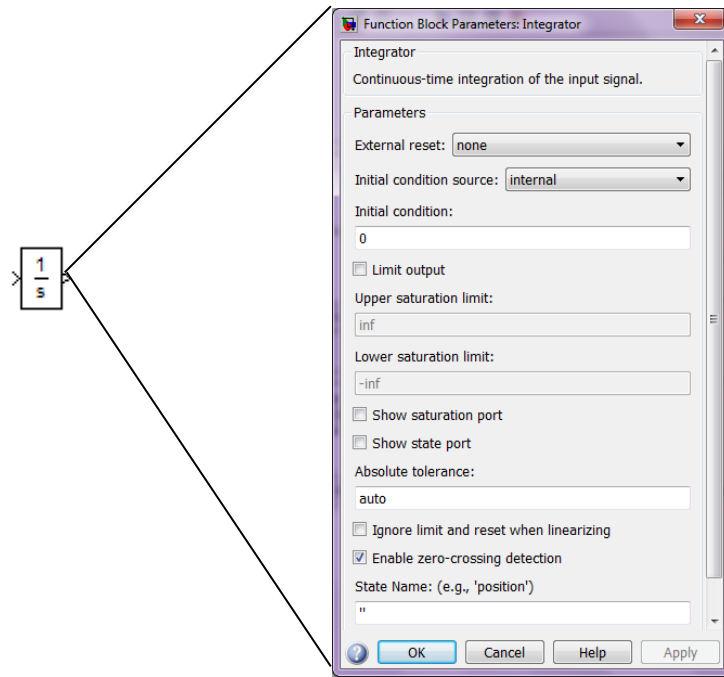 1
s
Function Block Parameters: Integrator
Integrator
Continuous-time integration of the input signal.
Parameters
External reset: none
Initial condition source: internal
Initial condition:
0
Limit output
Upper saturation limit:
inf
Lower saturation limit:
-inf
Show saturation port
Show state port
Absolute tolerance:
auto
Ignore limit and reset when linearizing
Enable zero-crossing detection
State Name: (e.g., 'position')
''
OK Cancel Help Apply